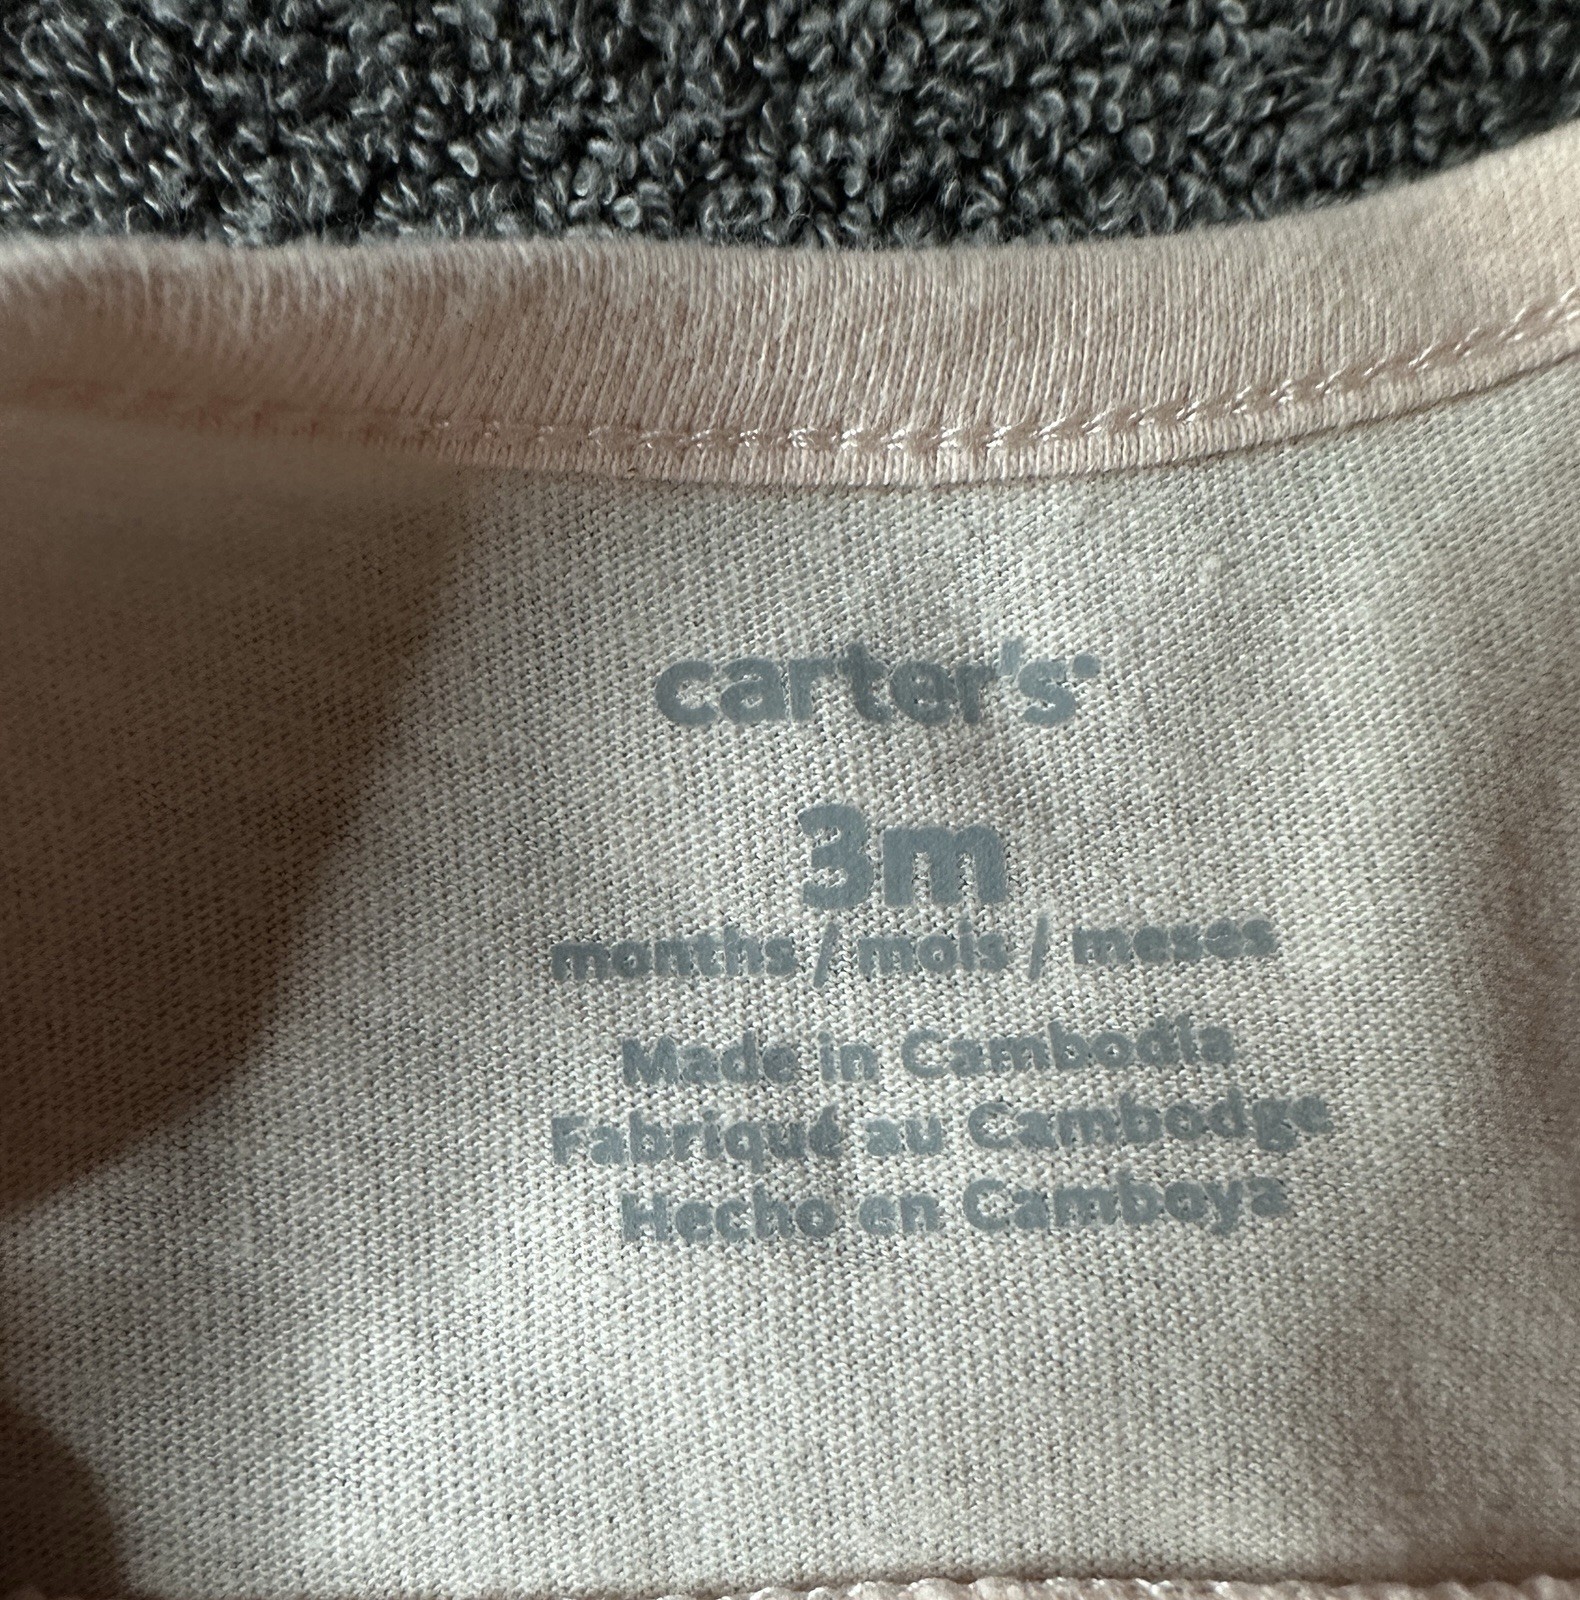 carter's
3m
months / mois / meses
Made in Cambodia
Fabriqué au Cambodge
Hecho en Camboya